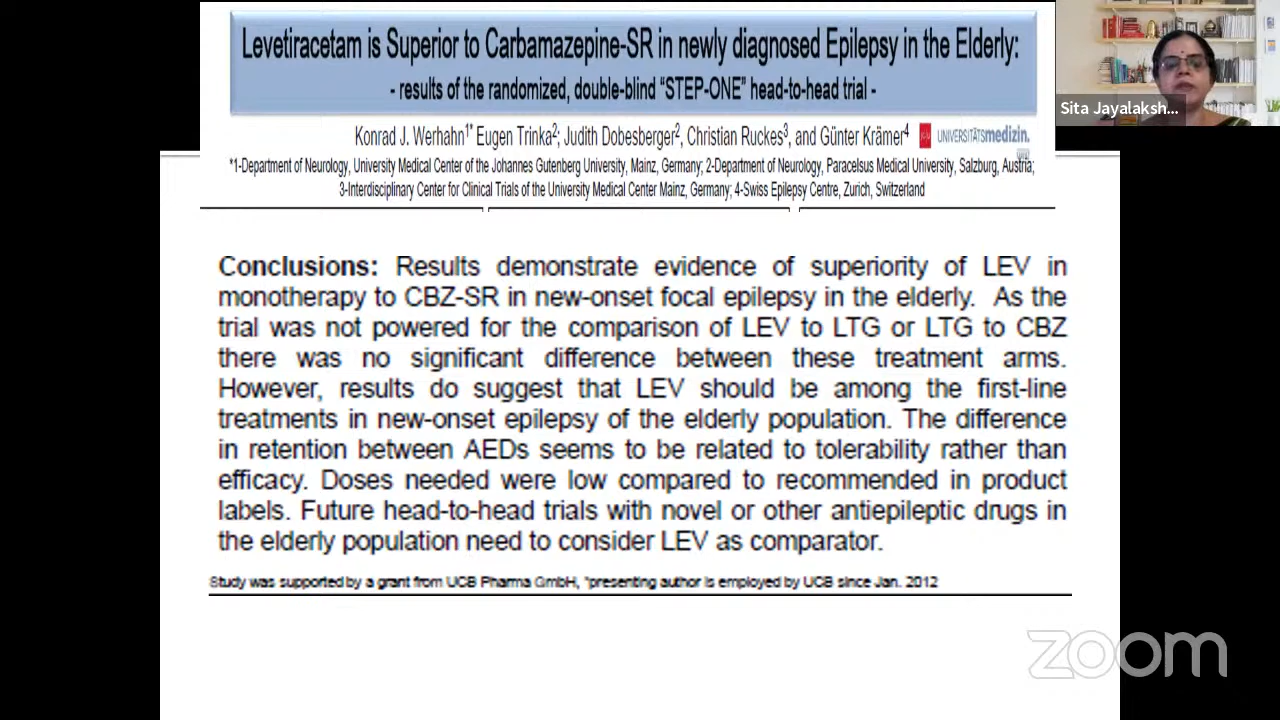 Levetiracetam is Superior to Carbamazepine-SR in newly diagnosed Epilepsy in the Elderly:
- results of the randomized, double-blind “STEP-ONE” head-to-head trial -
Konrad J. Werhahn1* Eugen Trinka2; Judith Dobesberger2, Christian Ruckes3, and Günter Krämer4
UNIVERSITÄTSmedizin.
*1-Department of Neurology, University Medical Center of the Johannes Gutenberg University, Mainz, Germany; 2-Department of Neurology, Paracelsus Medical University, Salzburg, Austria;
3-Interdisciplinary Center for Clinical Trials of the University Medical Center Mainz, Germany; 4-Swiss Epilepsy Centre, Zurich, Switzerland
Sita Jayalaksh...
Conclusions: Results demonstrate evidence of superiority of LEV in
monotherapy to CBZ-SR in new-onset focal epilepsy in the elderly. As the
trial was not powered for the comparison of LEV to LTG or LTG to CBZ
there was no significant difference between these treatment arms.
However, results do suggest that LEV should be among the first-line
treatments in new-onset epilepsy of the elderly population. The difference
in retention between AEDs seems to be related to tolerability rather than
efficacy. Doses needed were low compared to recommended in product
labels. Future head-to-head trials with novel or other antiepileptic drugs in
the elderly population need to consider LEV as comparator.
Study was supported by a grant from UCB Pharma GmbH, *presenting author is employed by UCB since Jan. 2012
zoom